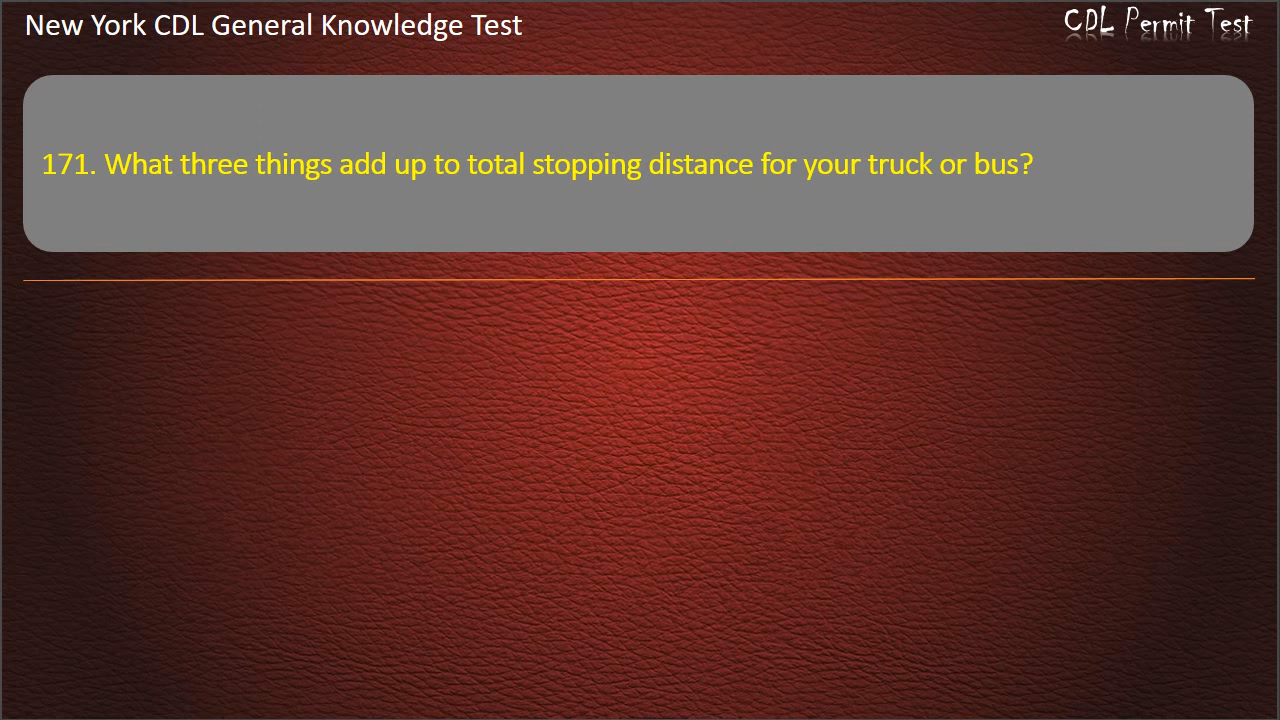 New York CDL General Knowledge Test
CDL Permit Test
171. What three things add up to total stopping distance for your truck or bus?